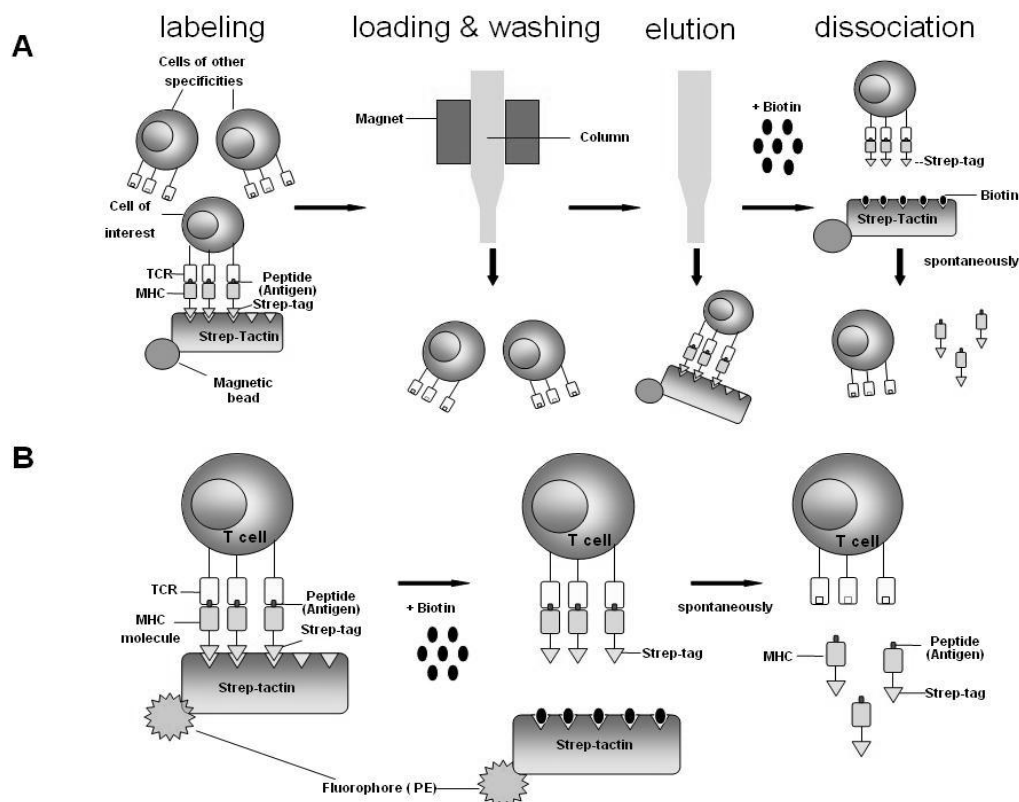 A
labeling
loading & washing
elution
dissociation
Cells of other
specificities
Cell of
interest
TCR
MHC
Peptide
(Antigen)
Strep-tag
Strep-Tactin
Magnetic
bead
Magnet
Column
+ Biotin
Strep-tag
Biotin
Strep-Tactin
spontaneously
B
T cell
TCR
MHC
molecule
Peptide
(Antigen)
Strep-tag
Strep-tactin
+ Biotin
T cell
Strep-tag
Strep-tactin
Fluorophore ( PE)
spontaneously
T cell
MHC
Peptide
(Antigen)
Strep-tag